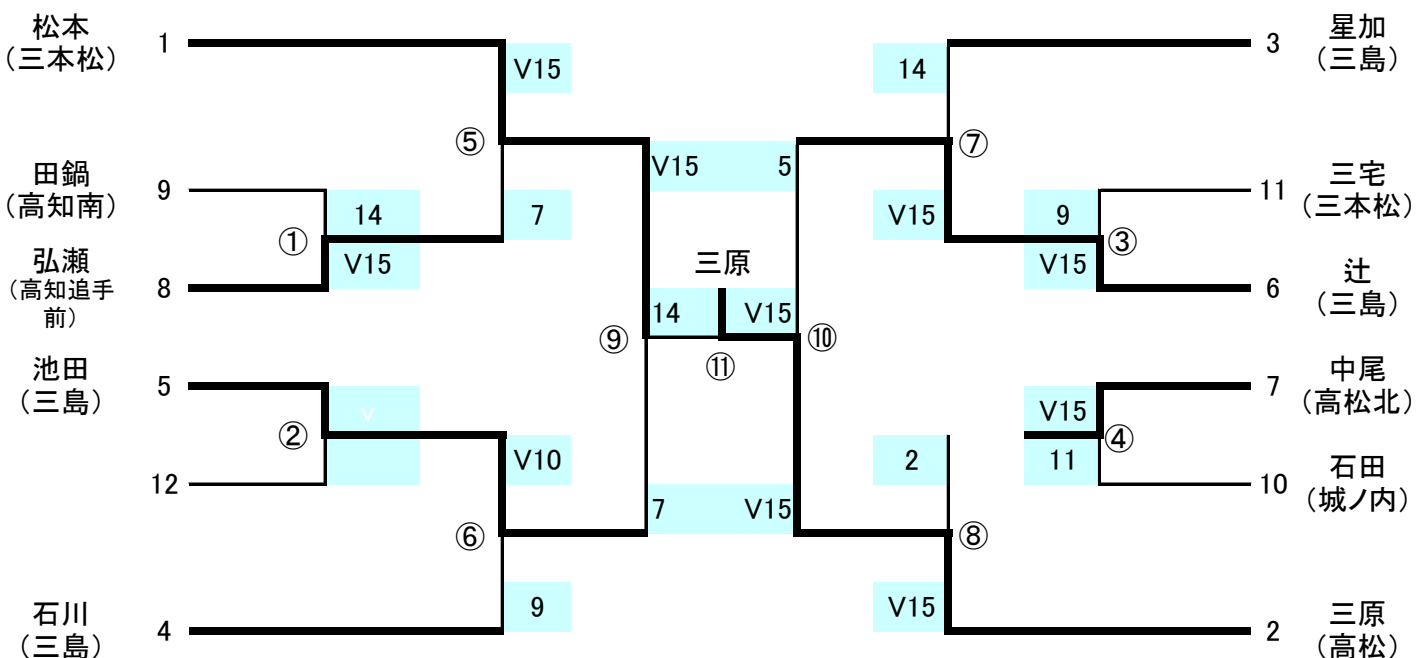 松本
(三本松)
1
V15
14
3
星加
(三島)
⑤
⑦
田鍋
(高知南)
9
14
7
V15
5
V15
9
11
三宅
(三本松)
①
③
弘瀬
(高知追手
前)
8
V15
三原
V15
6
辻
(三島)
14
V15
⑨
⑪
⑩
池田
(三島)
5
V
V15
7
中尾
(高松北)
②
④
12
V10
2
11
10
石田
(城ノ内)
7
V15
⑥
⑧
石川
(三島)
4
9
V15
2
三原
(高松)